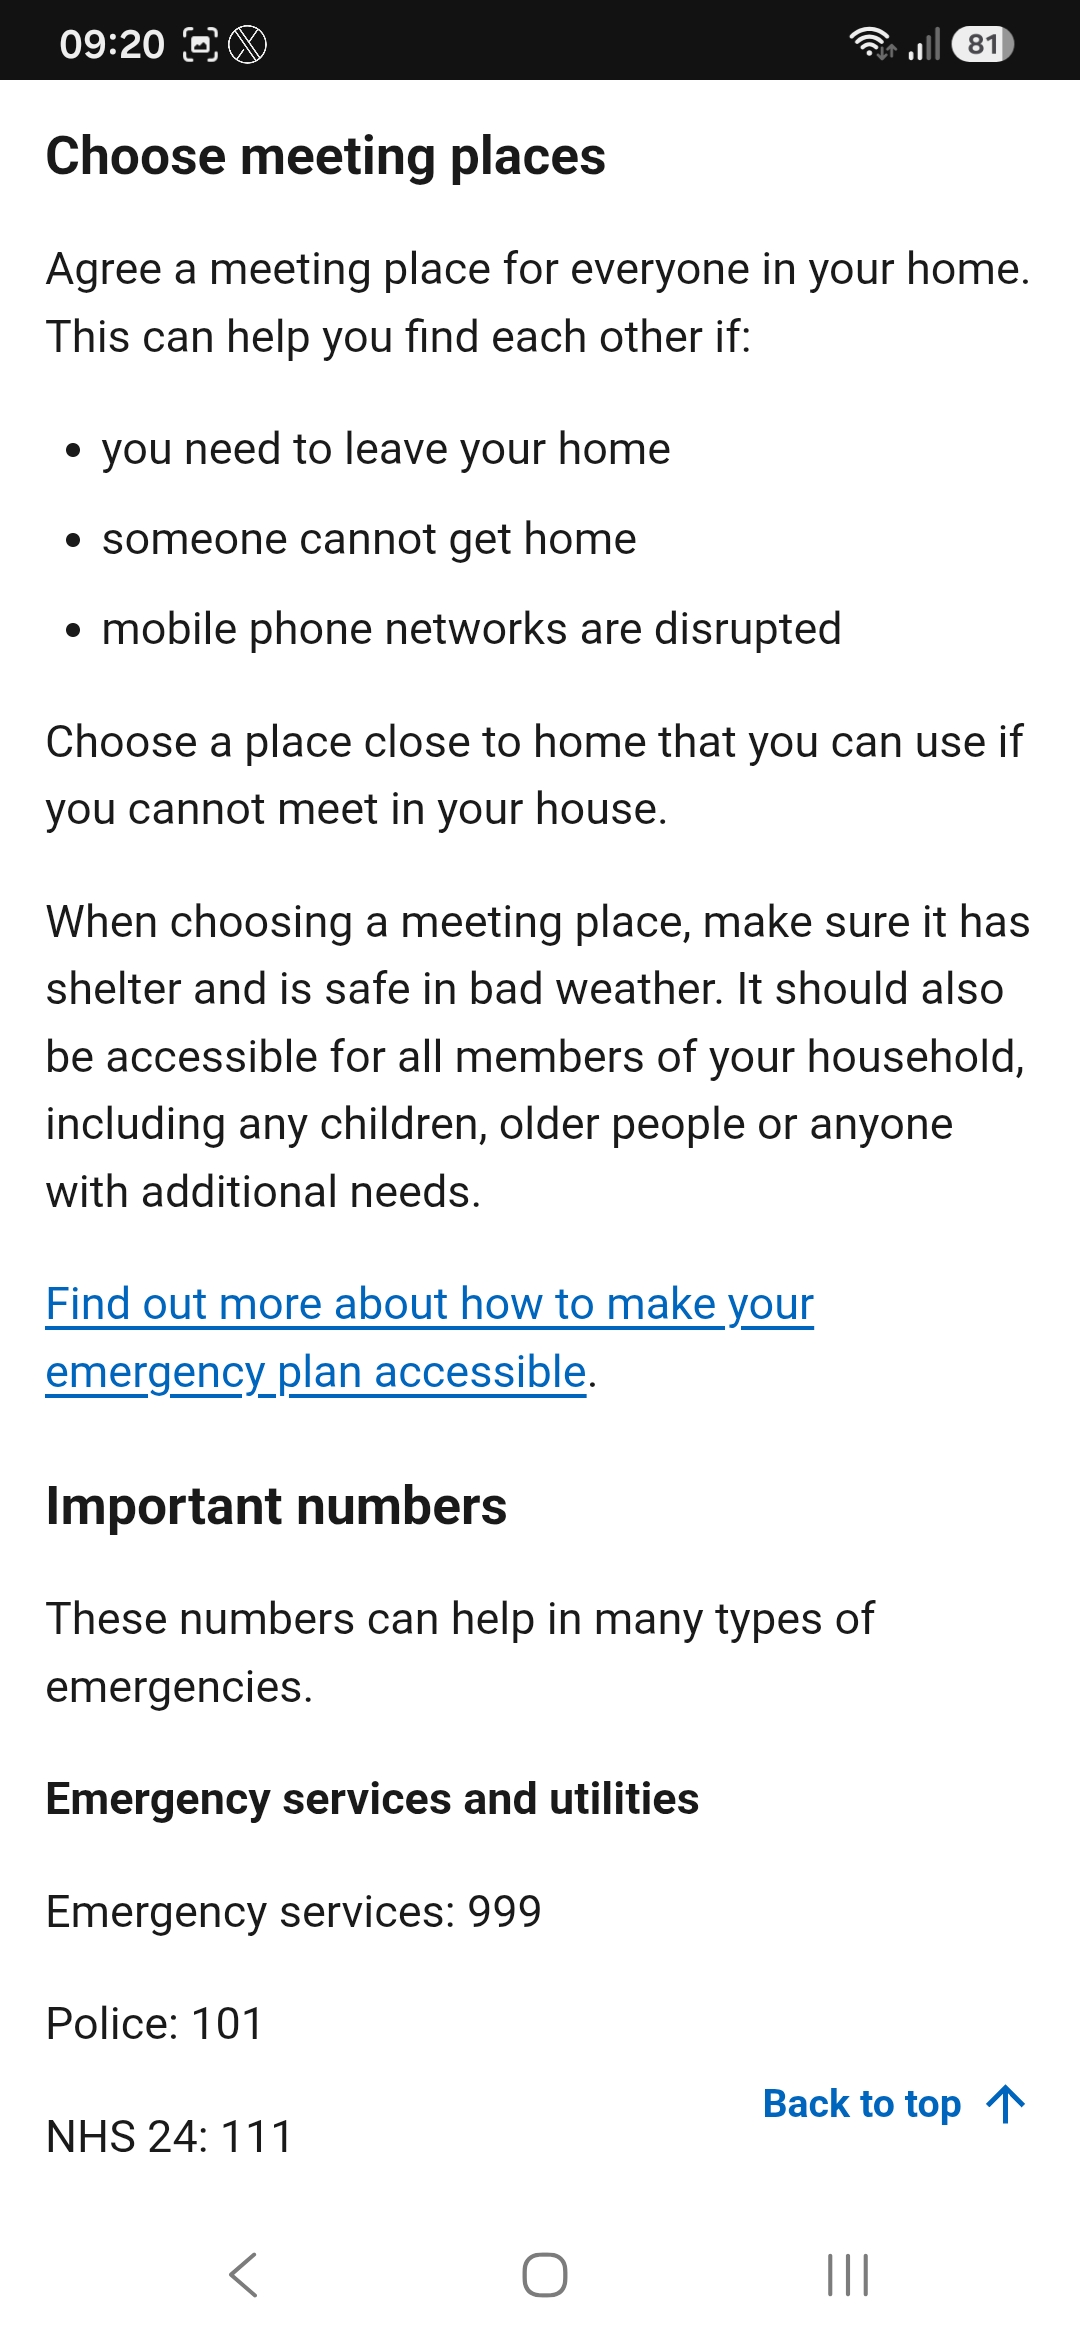 09:20
81
Choose meeting places
Agree a meeting place for everyone in your home.
This can help you find each other if:
• you need to leave your home
• someone cannot get home
• mobile phone networks are disrupted
Choose a place close to home that you can use if
you cannot meet in your house.
When choosing a meeting place, make sure it has
shelter and is safe in bad weather. It should also
be accessible for all members of your household,
including any children, older people or anyone
with additional needs.
Find out more about how to make your
emergency plan accessible.
Important numbers
These numbers can help in many types of
emergencies.
Emergency services and utilities
Emergency services: 999
Police: 101
Back to top
NHS 24: 111